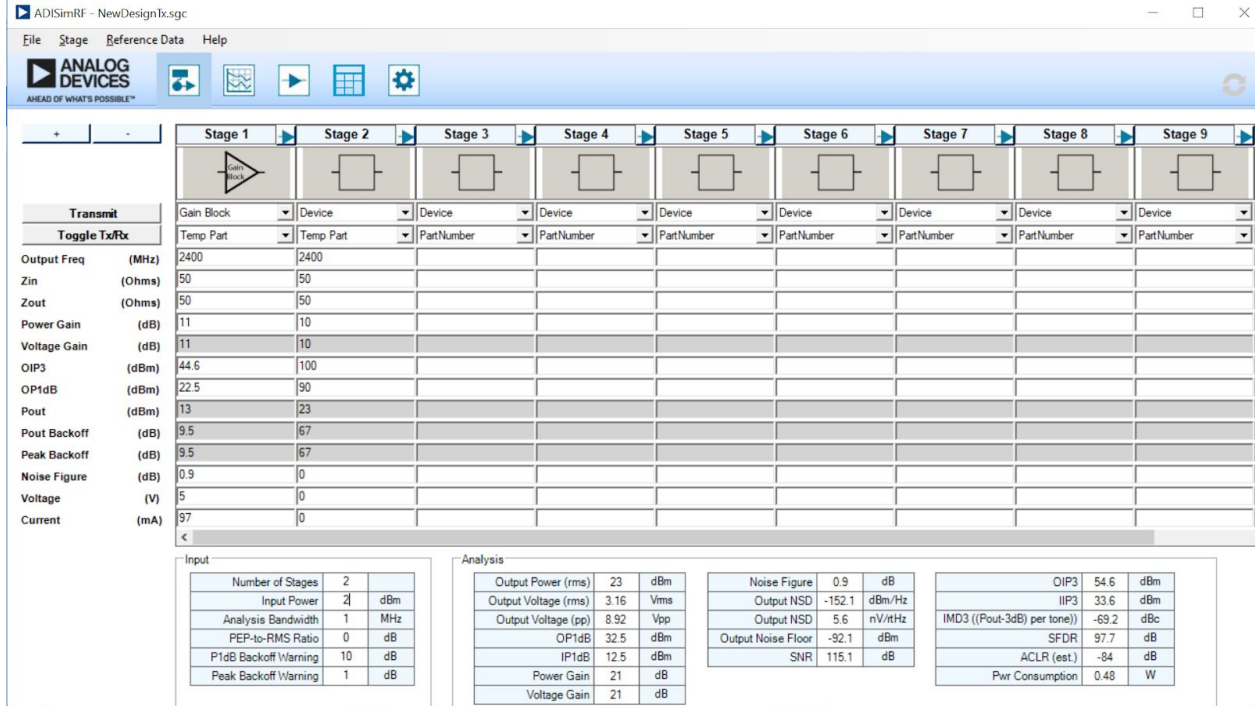 ADISimRF - NewDesignTx.sgc
File Stage Reference Data Help
ANALOG
DEVICES
AHEAD OF WHAT'S POSSIBLE™
+ - Stage 1 Stage 2 Stage 3 Stage 4 Stage 5 Stage 6 Stage 7 Stage 8 Stage 9
Gain
Block
Transmit Gain Block Device Device Device Device Device Device Device Device
Toggle Tx/Rx Temp Part Temp Part PartNumber PartNumber PartNumber PartNumber PartNumber PartNumber PartNumber
Output Freq (MHz) 2400 2400
Zin (Ohms) 50 50
Zout (Ohms) 50 50
Power Gain (dB) 11 10
Voltage Gain (dB) 11 10
OIP3 (dBm) 44.6 100
OP1dB (dBm) 22.5 90
Pout (dBm) 13 23
Pout Backoff (dB) 9.5 67
Peak Backoff (dB) 9.5 67
Noise Figure (dB) 0.9 0
Voltage (V) 5 0
Current (mA) 97 0
Input
Number of Stages 2
Input Power 2 dBm
Analysis Bandwidth 1 MHz
PEP-to-RMS Ratio 0 dB
P1dB Backoff Warning 10 dB
Peak Backoff Warning 1 dB
Analysis
Output Power (rms) 23 dBm
Output Voltage (rms) 3.16 Vrms
Output Voltage (pp) 8.92 Vpp
OP1dB 32.5 dBm
IP1dB 12.5 dBm
Power Gain 21 dB
Voltage Gain 21 dB
Noise Figure 0.9 dB
Output NSD -152.1 dBm/Hz
Output NSD 5.6 nV/rtHz
Output Noise Floor -92.1 dBm
SNR 115.1 dB
OIP3 54.6 dBm
IIP3 33.6 dBm
IMD3 ((Pout-3dB) per tone)) -69.2 dBc
SFDR 97.7 dB
ACLR (est.) -84 dB
Pwr Consumption 0.48 W